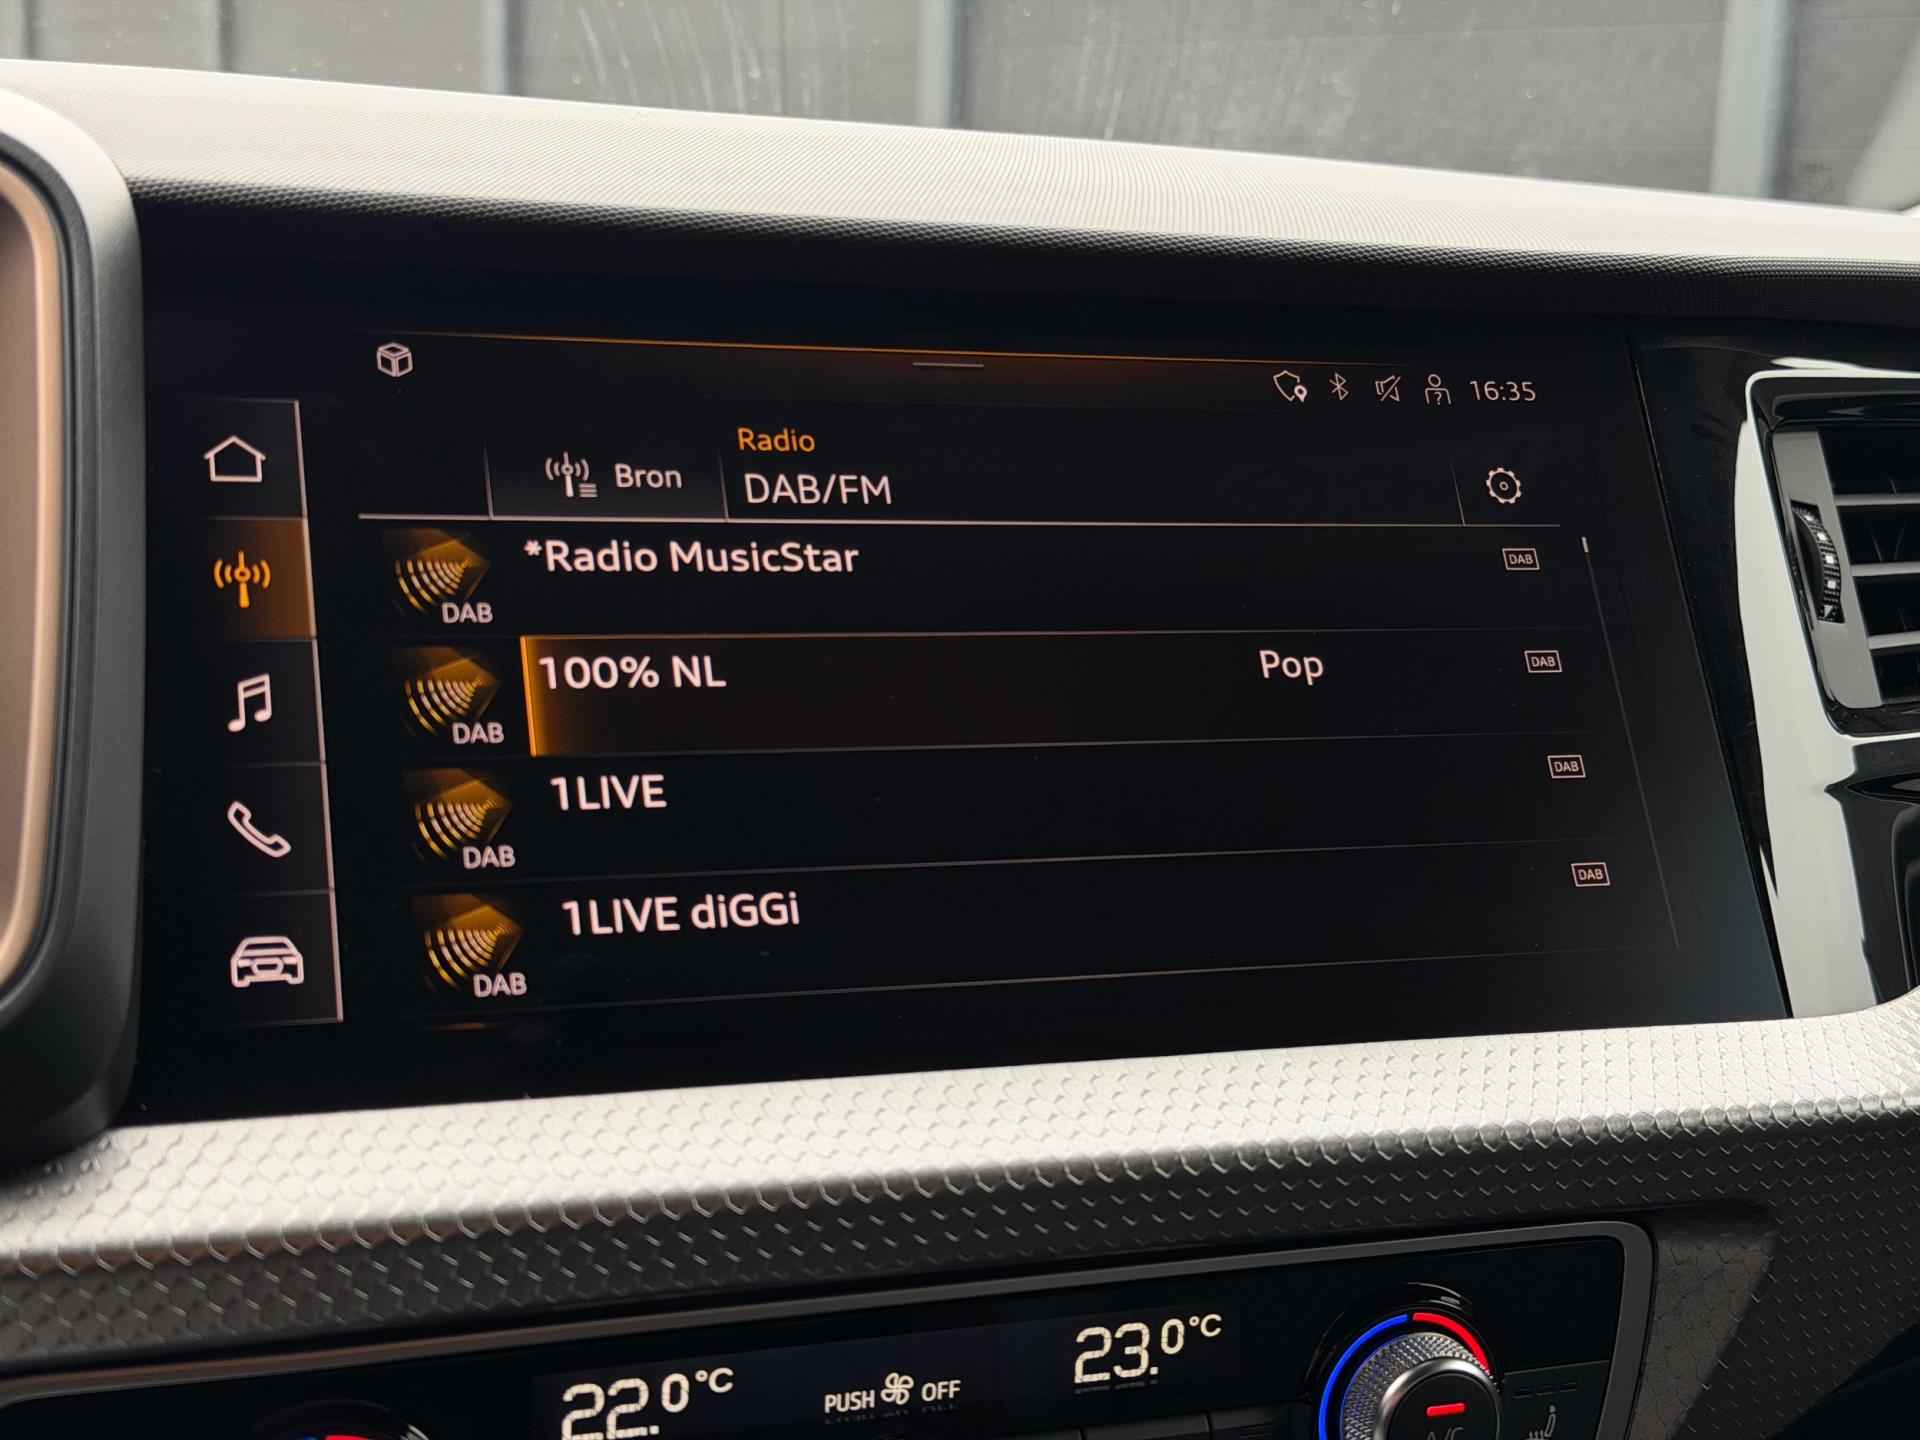 16:35
Bron
Radio
DAB/FM
*Radio MusicStar
DAB
DAB
100% NL
Pop
DAB
DAB
1LIVE
DAB
DAB
1LIVE diGGi
DAB
DAB
22.0°C
PUSH OFF
23.0°C
A/C